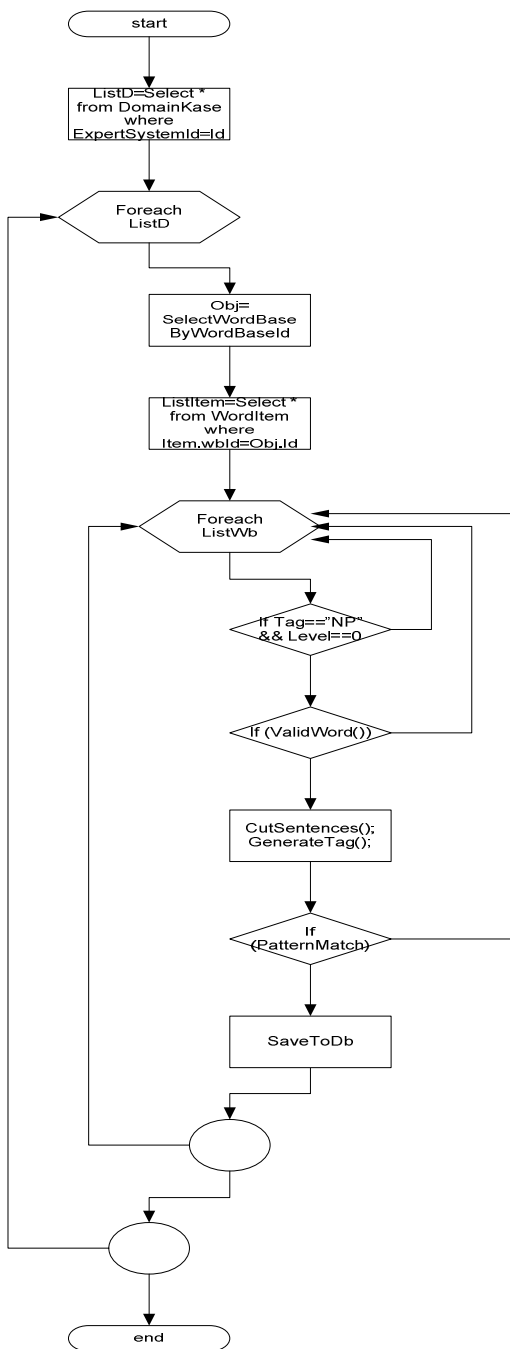 start
ListD=Select *
from DomainKase
where
ExpertSystemId=Id
Foreach
ListD
Obj=
SelectWordBase
ByWordBaseId
ListItem=Select *
from WordItem
where
Item.wbId=Obj.Id
Foreach
ListWb
If Tag=="NP"
&& Level==0
If (ValidWord())
CutSentences();
GenerateTag();
If
(PatternMatch)
SaveToDb
end